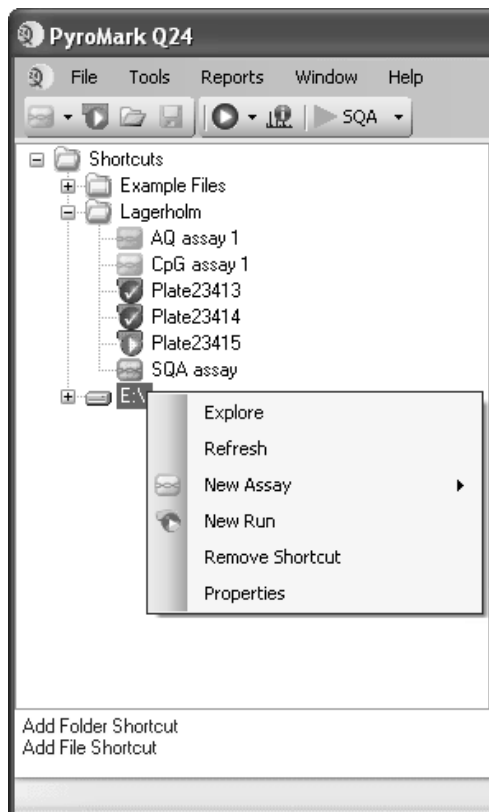 PyroMark Q24
File Tools Reports Window Help
SQA
Shortcuts
Example Files
Lagerholm
AQ assay 1
CpG assay 1
Plate23413
Plate23414
Plate23415
SQA assay
E:\
Explore
Refresh
New Assay
New Run
Remove Shortcut
Properties
Add Folder Shortcut
Add File Shortcut